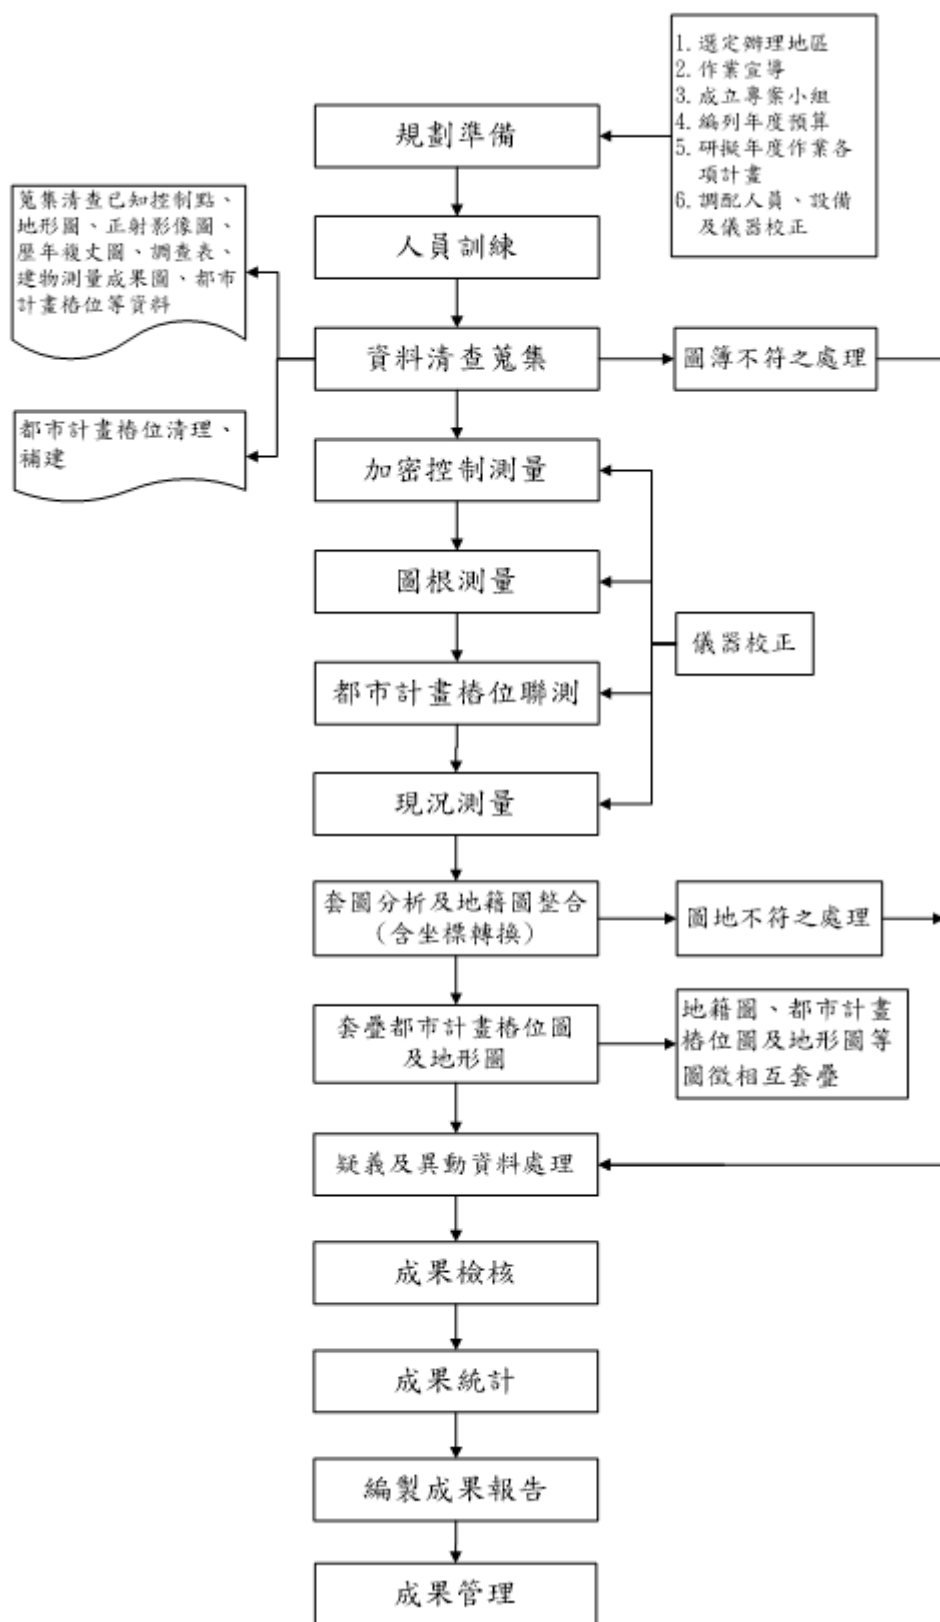 1. 選定辦理地區
2. 作業宣導
3. 成立專案小組
4. 編列年度預算
5. 研擬年度作業各
項計畫
6. 調配人員、設備
及儀器校正
規劃準備
人員訓練
蒐集清查已知控制點、
地形圖、正射影像圖、
歷年複丈圖、調查表、
建物測量成果圖、都市
計畫樁位等資料
資料清查蒐集
圖簿不符之處理
都市計畫樁位清理、
補建
加密控制測量
圖根測量
儀器校正
都市計畫樁位聯測
現況測量
套圖分析及地籍圖整合
(含坐標轉換)
圖地不符之處理
套疊都市計畫樁位圖
及地形圖
地籍圖、都市計畫
樁位圖及地形圖等
圖徵相互套疊
疑義及異動資料處理
成果檢核
成果統計
編製成果報告
成果管理